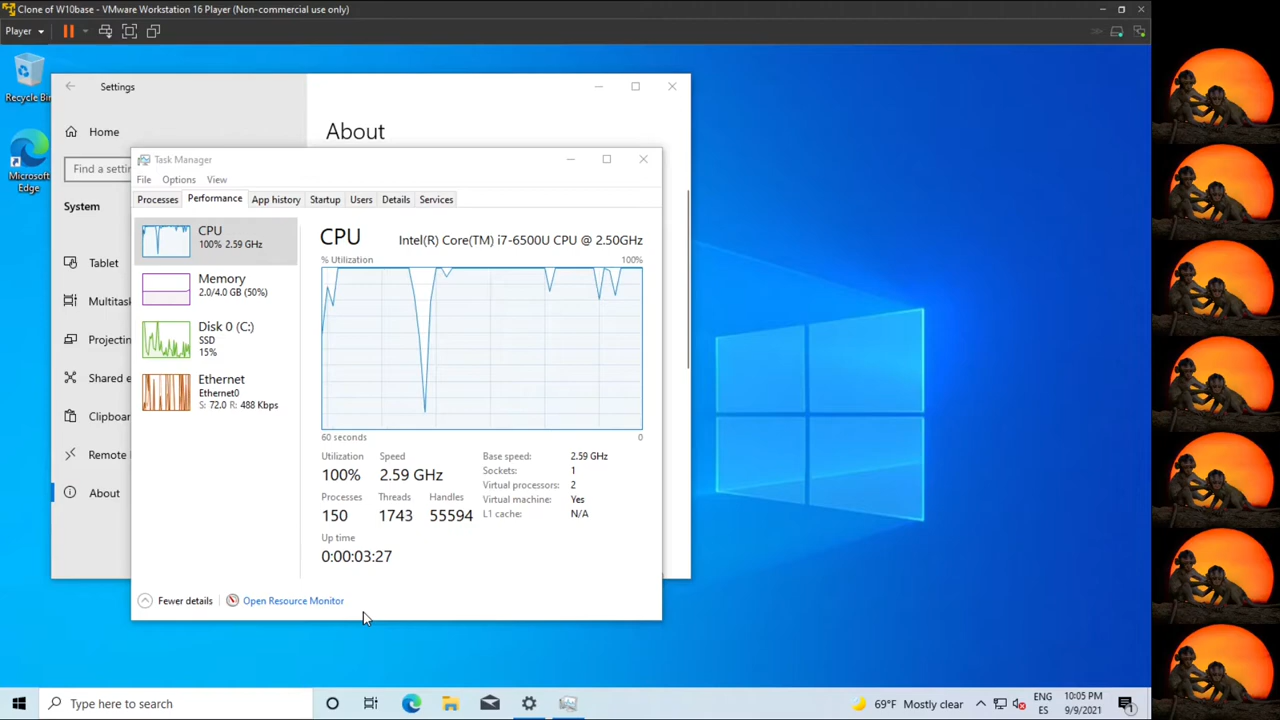 Clone of W10base - VMware Workstation 16 Player (Non-commercial use only)
Player
Recycle Bin
Microsoft Edge
Settings
Home
Find a setti
System
Tablet
Multitask
Projectin
Shared e
Clipboar
Remote
About
About
Task Manager
File Options View
Processes Performance App history Startup Users Details Services
CPU
100% 2.59 GHz
Memory
2.0/4.0 GB (50%)
Disk 0 (C:)
SSD
15%
Ethernet
Ethernet0
S: 72.0 R: 488 Kbps
CPU Intel(R) Core(TM) i7-6500U CPU @ 2.50GHz
% Utilization 100%
60 seconds 0
Utilization Speed
100% 2.59 GHz
Processes Threads Handles
150 1743 55594
Up time
0:00:03:27
Base speed: 2.59 GHz
Sockets: 1
Virtual processors: 2
Virtual machine: Yes
L1 cache: N/A
Fewer details Open Resource Monitor
Type here to search
69°F Mostly clear
ENG
ES
10:05 PM
9/9/2021
1